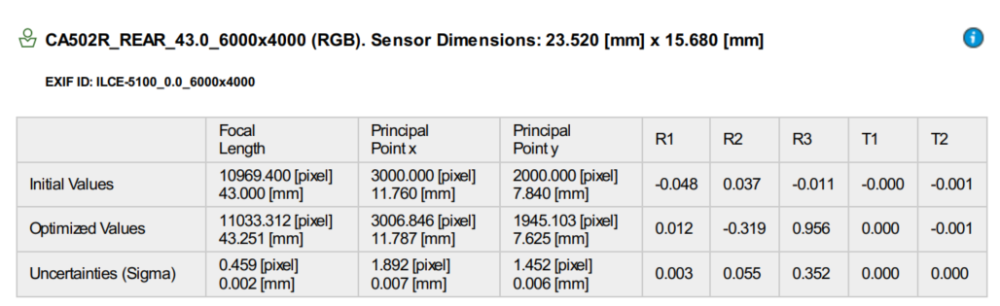 CA502R_REAR_43.0_6000x4000 (RGB). Sensor Dimensions: 23.520 [mm] x 15.680 [mm]
EXIF ID: ILCE-5100_0.0_6000x4000
Focal Length Principal Point x Principal Point y R1 R2 R3 T1 T2
Initial Values 10969.400 [pixel] 43.000 [mm] 3000.000 [pixel] 11.760 [mm] 2000.000 [pixel] 7.840 [mm] -0.048 0.037 -0.011 -0.000 -0.001
Optimized Values 11033.312 [pixel] 43.251 [mm] 3006.846 [pixel] 11.787 [mm] 1945.103 [pixel] 7.625 [mm] 0.012 -0.319 0.956 0.000 -0.001
Uncertainties (Sigma) 0.459 [pixel] 0.002 [mm] 1.892 [pixel] 0.007 [mm] 1.452 [pixel] 0.006 [mm] 0.003 0.055 0.352 0.000 0.000